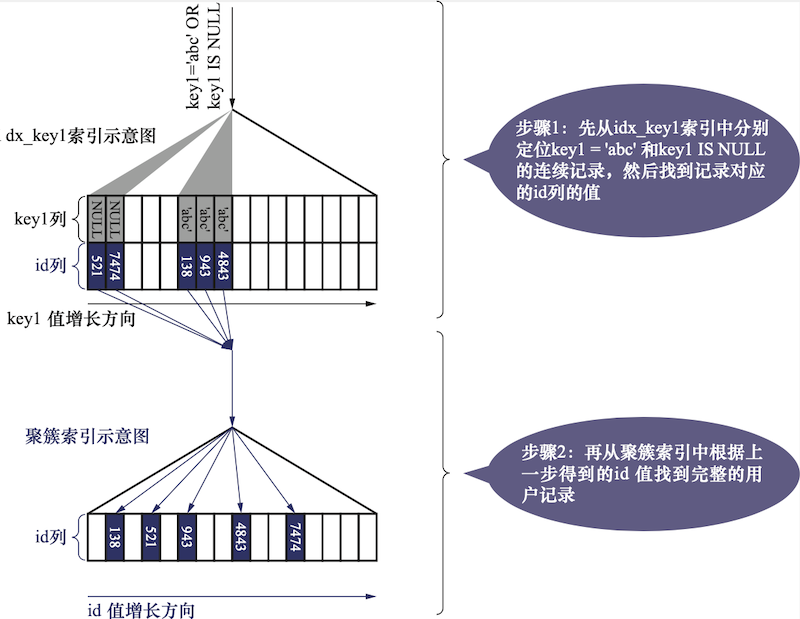 key1='abc' OR
key1 IS NULL
dx_key1索引示意图
步骤1：先从idx_key1索引中分别
定位key1 = 'abc' 和key1 IS NULL
的连续记录，然后找到记录对应
的id列的值
key1列
NULL
NULL
'abc'
'abc'
'abc'
id列
521
7474
138
943
4843
key1 值增长方向
聚簇索引示意图
步骤2：再从聚簇索引中根据上
一步得到的id 值找到完整的用
户记录
id列
138
521
943
4843
7474
id 值增长方向